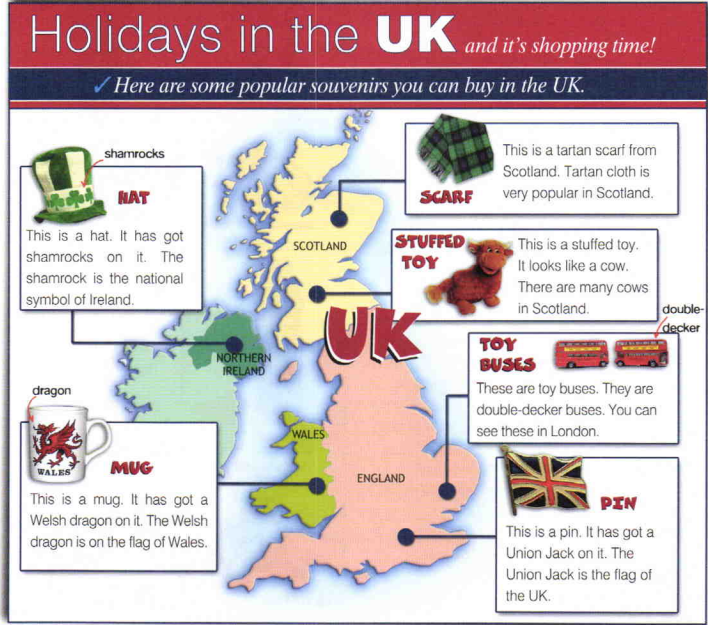 Holidays in the UK and it's shopping time!
✓ Here are some popular souvenirs you can buy in the UK.
shamrocks
HAT
This is a hat. It has got
shamrocks on it. The
shamrock is the national
symbol of Ireland.
SCARF
This is a tartan scarf from
Scotland. Tartan cloth is
very popular in Scotland.
STUFFED
TOY
This is a stuffed toy.
It looks like a cow.
There are many cows
in Scotland.
double-
decker
TOY
BUSES
These are toy buses. They are
double-decker buses. You can
see these in London.
dragon
WALES
MUG
This is a mug. It has got a
Welsh dragon on it. The Welsh
dragon is on the flag of Wales.
PIN
This is a pin. It has got a
Union Jack on it. The
Union Jack is the flag of
the UK.
SCOTLAND
UK
NORTHERN
IRELAND
WALES
ENGLAND